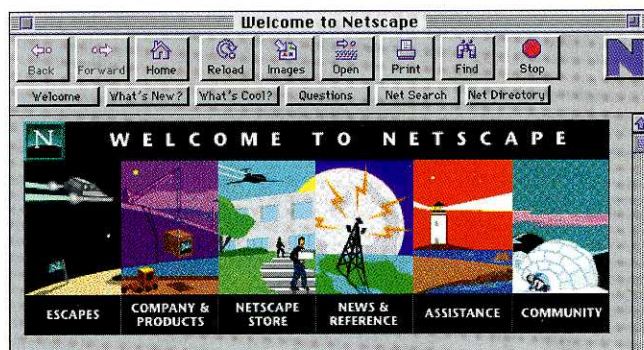 Welcome to Netscape
Back Forward Home Reload Images Open Print Find Stop
N
Welcome What's New? What's Cool? Questions Net Search Net Directory
N WELCOME TO NETSCAPE
ESCAPES COMPANY & PRODUCTS NETSCAPE STORE NEWS & REFERENCE ASSISTANCE COMMUNITY
N